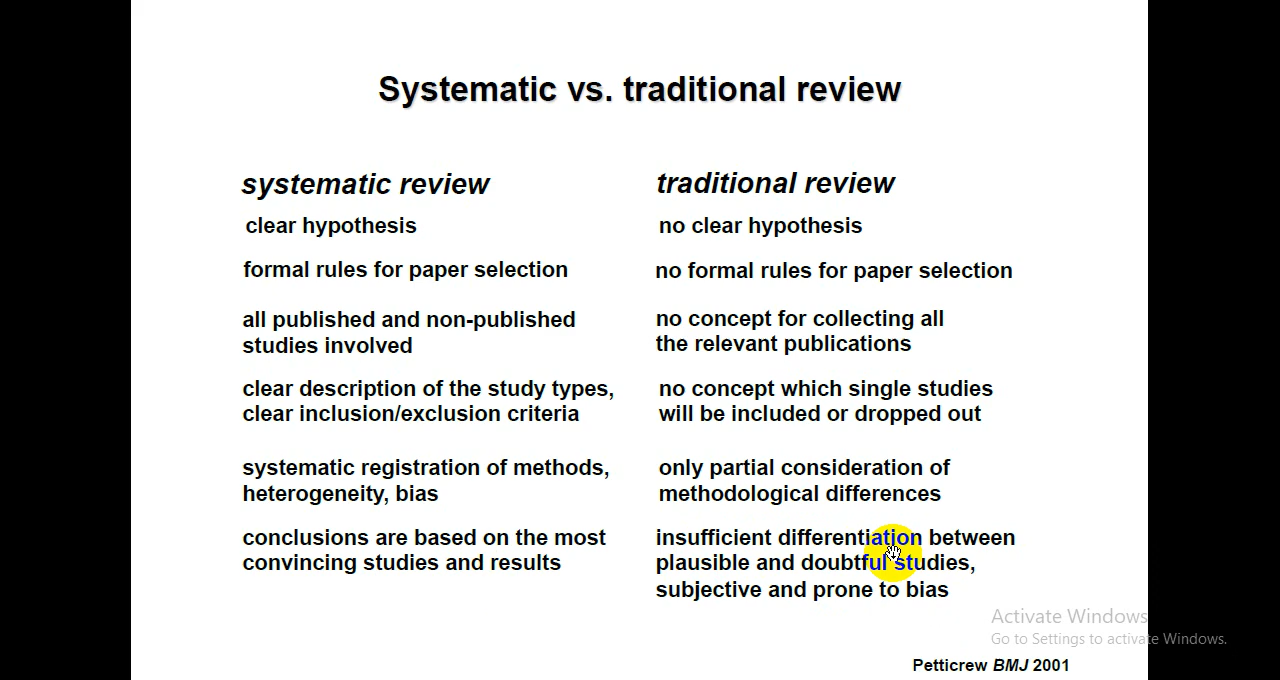 Systematic vs. traditional review
systematic review
clear hypothesis
formal rules for paper selection
all published and non-published
studies involved
clear description of the study types,
clear inclusion/exclusion criteria
systematic registration of methods,
heterogeneity, bias
conclusions are based on the most
convincing studies and results
traditional review
no clear hypothesis
no formal rules for paper selection
no concept for collecting all
the relevant publications
no concept which single studies
will be included or dropped out
only partial consideration of
methodological differences
insufficient differentiation between
plausible and doubtful studies,
subjective and prone to bias
Activate Windows
Go to Settings to activate Windows.
Petticrew BMJ 2001